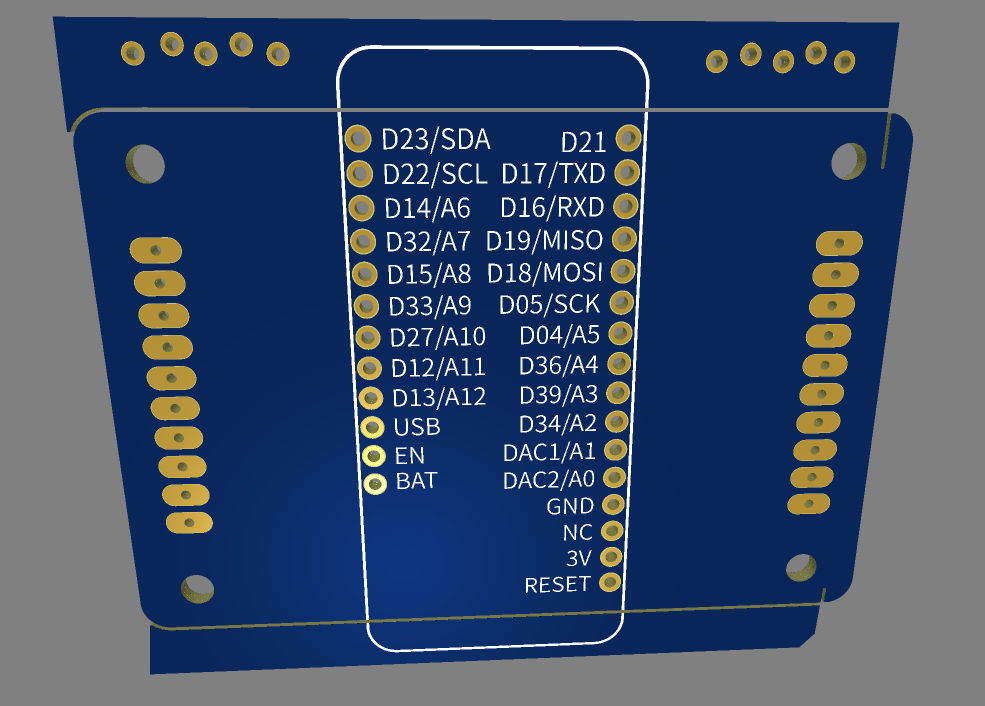 D23/SDA D21
D22/SCL D17/TXD
D14/A6 D16/RXD
D32/A7 D19/MISO
D15/A8 D18/MOSI
D33/A9 D05/SCK
D27/A10 D04/A5
D12/A11 D36/A4
D13/A12 D39/A3
USB D34/A2
EN DAC1/A1
BAT DAC2/A0
GND
NC
3V
RESET